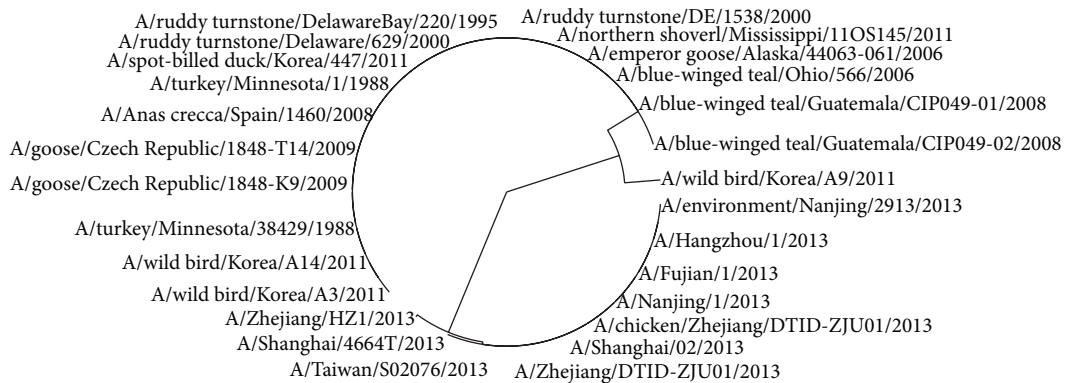 A/ruddy turnstone/DelawareBay/220/1995
A/ruddy turnstone/Delaware/629/2000
A/spot-billed duck/Korea/447/2011
A/turkey/Minnesota/1/1988
A/Anas crecca/Spain/1460/2008
A/goose/Czech Republic/1848-T14/2009
A/goose/Czech Republic/1848-K9/2009
A/turkey/Minnesota/38429/1988
A/wild bird/Korea/A14/2011
A/wild bird/Korea/A3/2011
A/Zhejiang/HZ1/2013
A/Shanghai/4664T/2013
A/Taiwan/S02076/2013
A/ruddy turnstone/DE/1538/2000
A/northern shoverl/Mississippi/11OS145/2011
A/emperor goose/Alaska/44063-061/2006
A/blue-winged teal/Ohio/566/2006
A/blue-winged teal/Guatemala/CIP049-01/2008
A/blue-winged teal/Guatemala/CIP049-02/2008
A/wild bird/Korea/A9/2011
A/environment/Nanjing/2913/2013
A/Hangzhou/1/2013
A/Fujian/1/2013
A/Nanjing/1/2013
A/chicken/Zhejiang/DTID-ZJU01/2013
A/Shanghai/02/2013
A/Zhejiang/DTID-ZJU01/2013